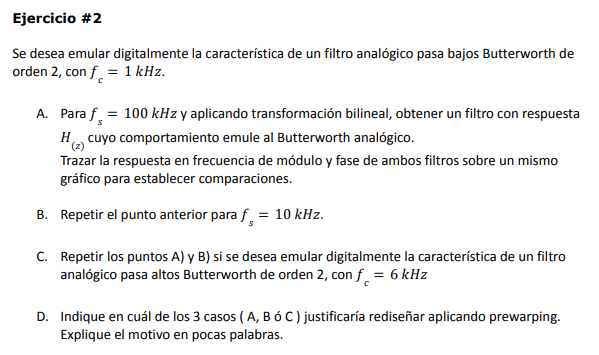 Ejercicio #2
Se desea emular digitalmente la característica de un filtro analógico pasa bajos Butterworth de
orden 2, con f_c = 1 kHz.
A. Para f_s = 100 kHz y aplicando transformación bilineal, obtener un filtro con respuesta
H_(z) cuyo comportamiento emule al Butterworth analógico.
Trazar la respuesta en frecuencia de módulo y fase de ambos filtros sobre un mismo
gráfico para establecer comparaciones.
B. Repetir el punto anterior para f_s = 10 kHz.
C. Repetir los puntos A) y B) si se desea emular digitalmente la característica de un filtro
analógico pasa altos Butterworth de orden 2, con f_c = 6 kHz
D. Indique en cuál de los 3 casos ( A, B ó C ) justificaría rediseñar aplicando prewarping.
Explique el motivo en pocas palabras.